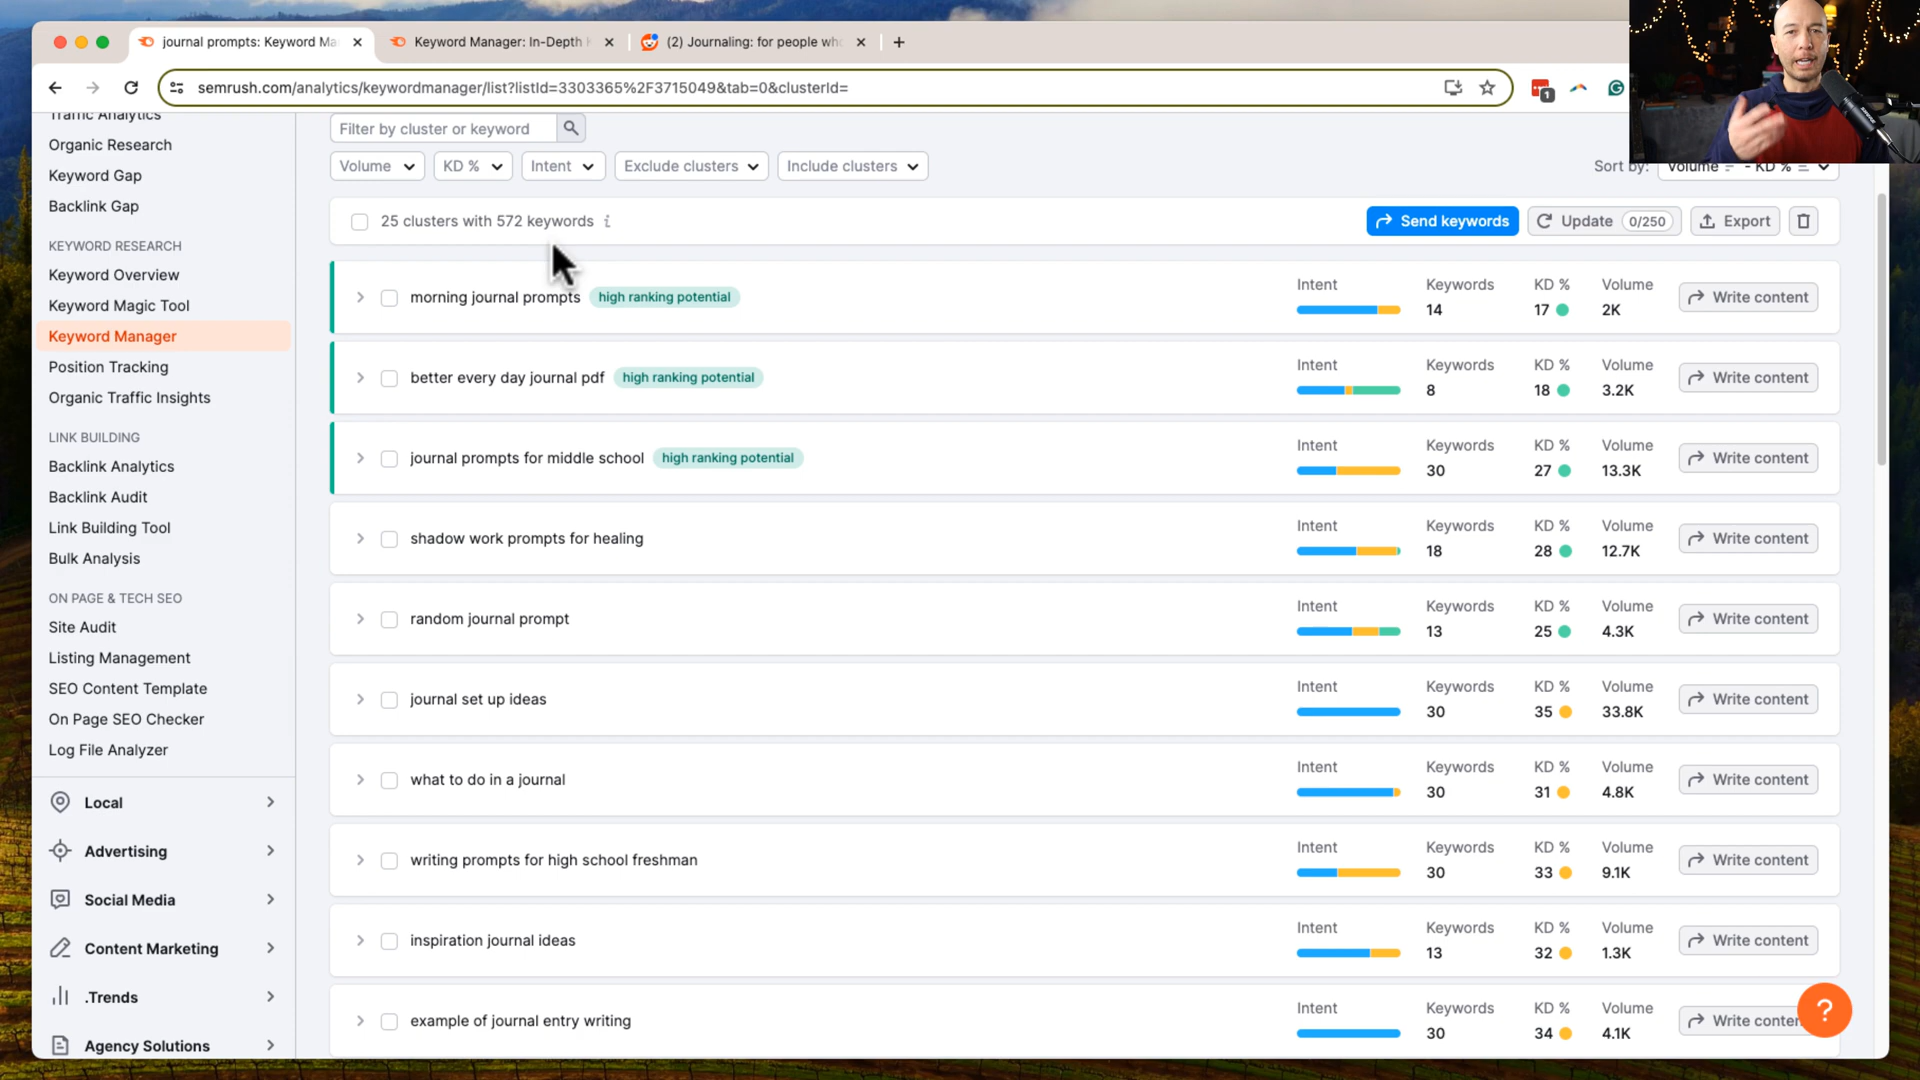 journal prompts: Keyword Ma
Keyword Manager: In-Depth
(2) Journaling: for people who
semrush.com/analytics/keywordmanager/list?listId=3303365%2F3715049&tab=0&clusterId=
1
Traffic Analytics
Organic Research
Keyword Gap
Backlink Gap
KEYWORD RESEARCH
Keyword Overview
Keyword Magic Tool
Keyword Manager
Position Tracking
Organic Traffic Insights
LINK BUILDING
Backlink Analytics
Backlink Audit
Link Building Tool
Bulk Analysis
ON PAGE & TECH SEO
Site Audit
Listing Management
SEO Content Template
On Page SEO Checker
Log File Analyzer
Local
Advertising
Social Media
Content Marketing
.Trends
Agency Solutions
Filter by cluster or keyword
Volume KD % Intent Exclude clusters Include clusters Sort by: Volume - KD %
25 clusters with 572 keywords i Send keywords Update 0/250 Export
morning journal prompts high ranking potential Intent Keywords 14 KD % 17 Volume 2K Write content
better every day journal pdf high ranking potential Intent Keywords 8 KD % 18 Volume 3.2K Write content
journal prompts for middle school high ranking potential Intent Keywords 30 KD % 27 Volume 13.3K Write content
shadow work prompts for healing Intent Keywords 18 KD % 28 Volume 12.7K Write content
random journal prompt Intent Keywords 13 KD % 25 Volume 4.3K Write content
journal set up ideas Intent Keywords 30 KD % 35 Volume 33.8K Write content
what to do in a journal Intent Keywords 30 KD % 31 Volume 4.8K Write content
writing prompts for high school freshman Intent Keywords 30 KD % 33 Volume 9.1K Write content
inspiration journal ideas Intent Keywords 13 KD % 32 Volume 1.3K Write content
example of journal entry writing Intent Keywords 30 KD % 34 Volume 4.1K Write conten
?